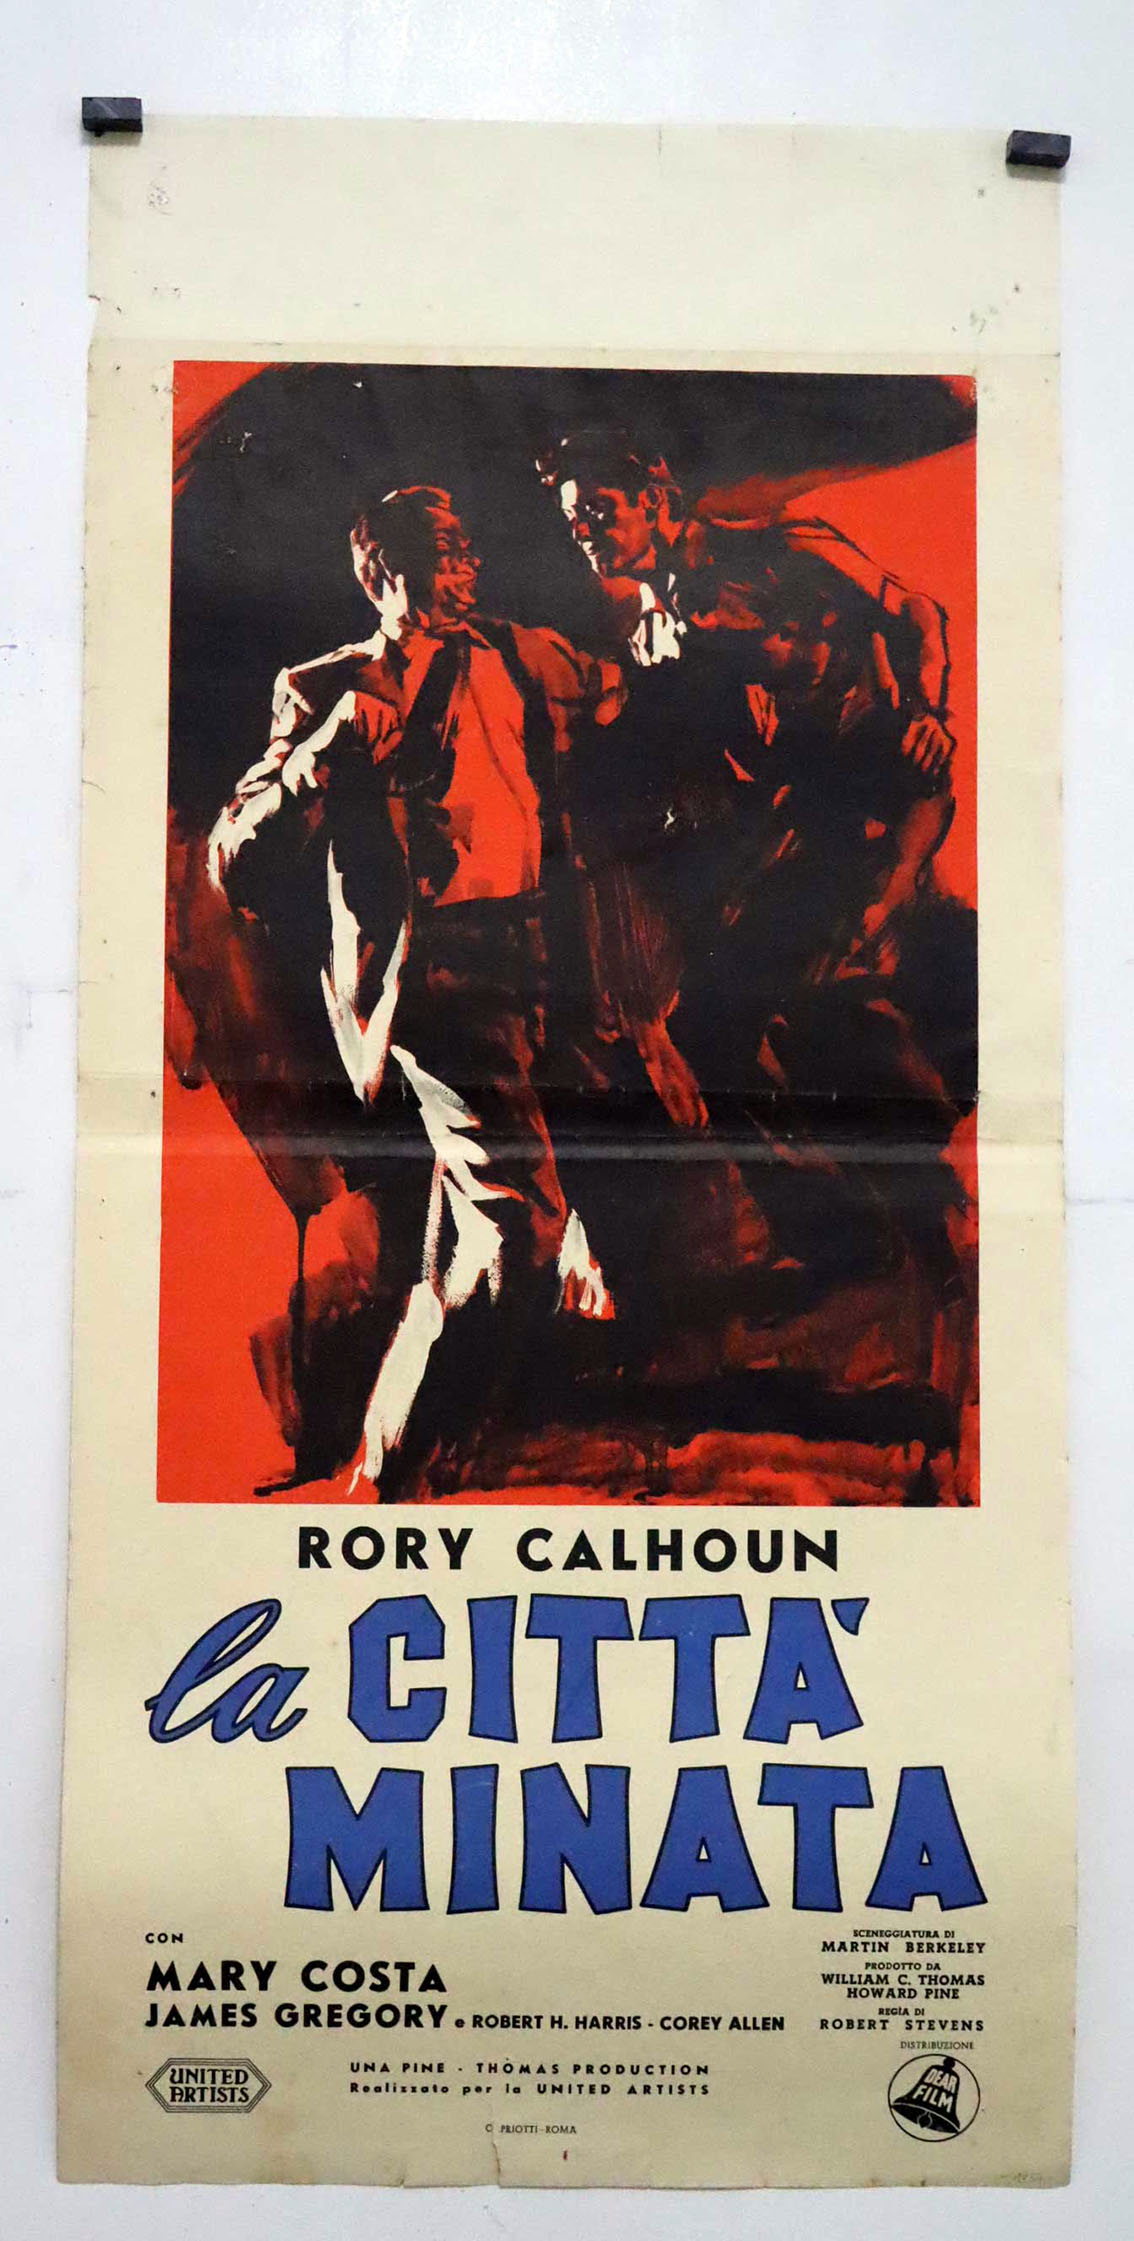 RORY CALHOUN
la CITTA'
MINATA
CON
MARY COSTA
JAMES GREGORY e ROBERT H. HARRIS - COREY ALLEN
SCENEGGIATURA DI
MARTIN BERKELEY
PRODOTTO DA
WILLIAM C. THOMAS
HOWARD PINE
REGIA DI
ROBERT STEVENS
DISTRIBUZIONE
DEAR
FILM
UNITED
ARTISTS
UNA PINE - THOMAS PRODUCTION
Realizzato per la UNITED ARTISTS
PRIOTTI - ROMA